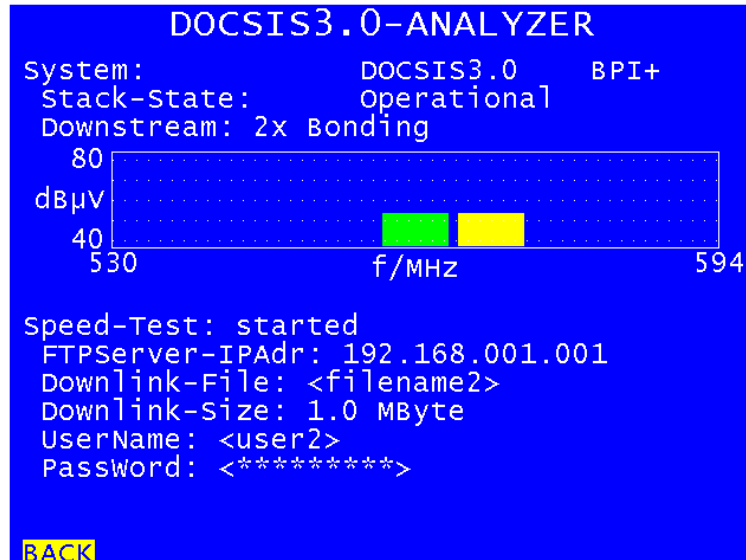 DOCSIS3.0-ANALYZER
System: DOCSIS3.0 BPI+
Stack-State: Operational
Downstream: 2x Bonding
80
dBµV
40
530 f/MHz 594
Speed-Test: started
FTPServer-IPAdr: 192.168.001.001
Downlink-File: <filename2>
Downlink-Size: 1.0 MByte
UserName: <user2>
PassWord: <*********>
BACK